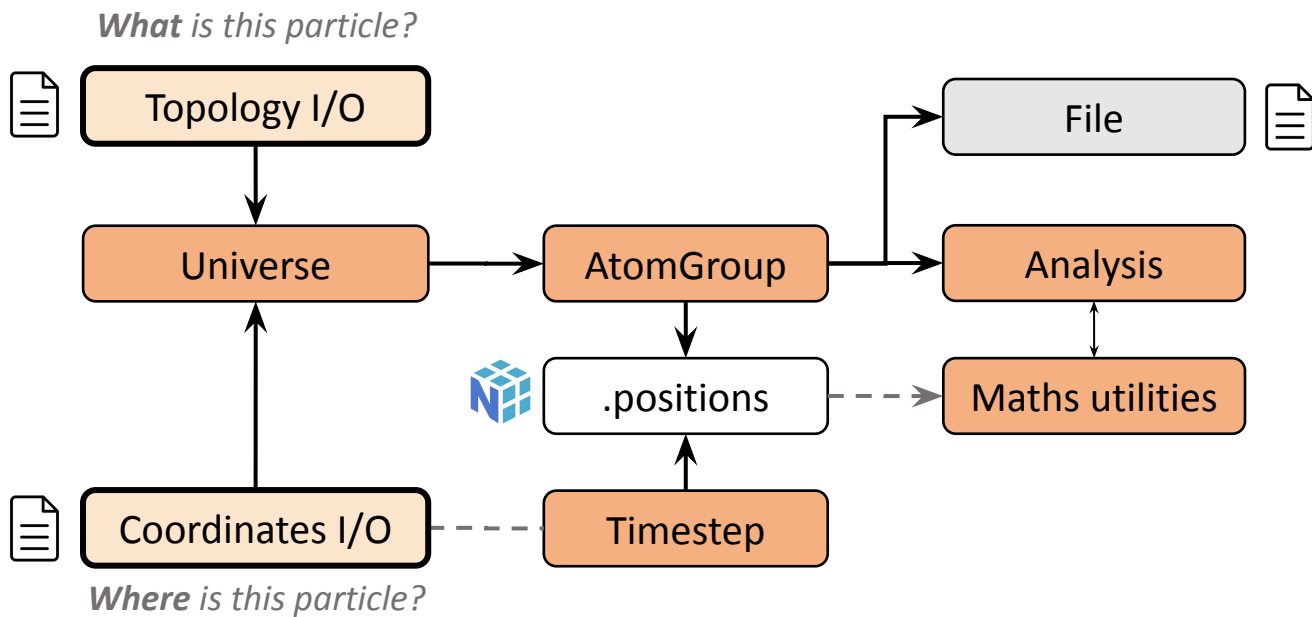 What is this particle?
Topology I/O
File
Universe
AtomGroup
Analysis
N
.positions
Maths utilities
Coordinates I/O
Timestep
Where is this particle?